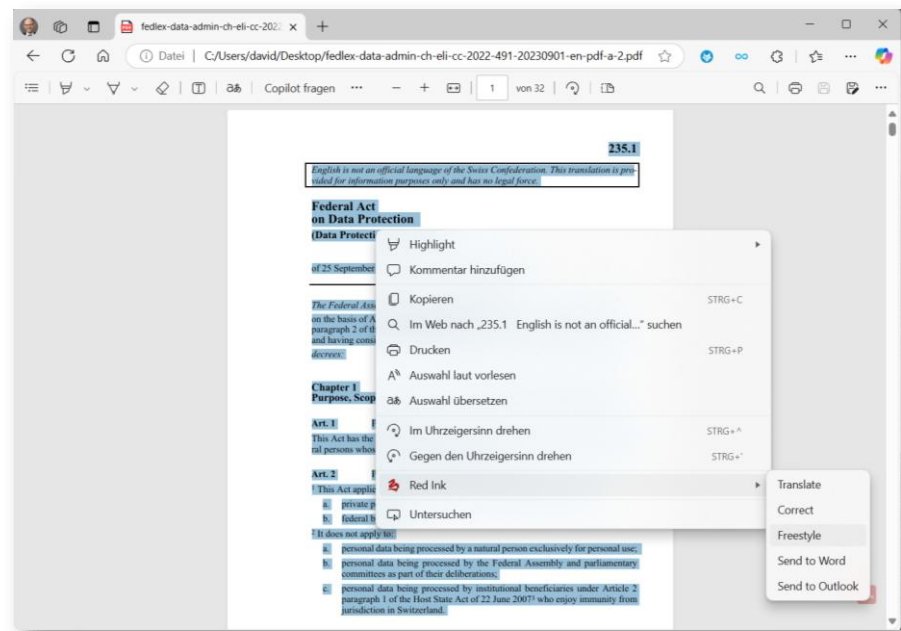 fedlex-data-admin-ch-eli-cc-2022
Datei | C:/Users/david/Desktop/fedlex-data-admin-ch-eli-cc-2022-491-20230901-en-pdf-a-2.pdf
Copilot fragen 1 von 32
235.1
English is not an official language of the Swiss Confederation. This translation is pro-
vided for information purposes only and has no legal force.
Federal Act
on Data Protection
(Data Protecti
of 25 September
The Federal Ass
on the basis of A
paragraph 2 of th
and having consi
decrees:
Chapter 1
Purpose, Scop
Art. 1
This Act has the
ral persons whos
Art. 2
1 This Act applie
a. private p
b. federal b
2 It does not apply to:
a. personal data being processed by a natural person exclusively for personal use;
b. personal data being processed by the Federal Assembly and parliamentary
committees as part of their deliberations;
c. personal data being processed by institutional beneficiaries under Article 2
paragraph 1 of the Host State Act of 22 June 2007³ who enjoy immunity from
jurisdiction in Switzerland.
Highlight
Kommentar hinzufügen
Kopieren STRG+C
Im Web nach „235.1 English is not an official...“ suchen
Drucken STRG+P
Auswahl laut vorlesen
Auswahl übersetzen
Im Uhrzeigersinn drehen STRG+^
Gegen den Uhrzeigersinn drehen STRG+'
Red Ink
Untersuchen
Translate
Correct
Freestyle
Send to Word
Send to Outlook